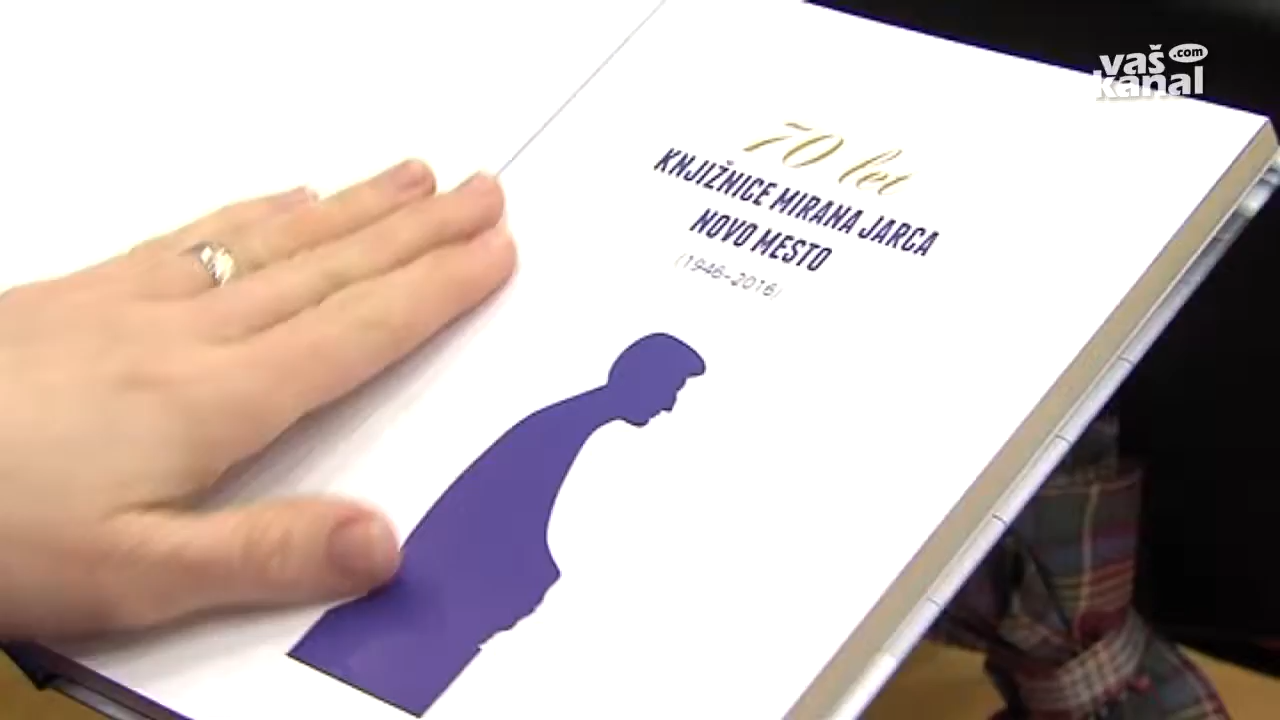 vaš .com
kanal
70 let
KNJIŽNICE MIRANA JARCA
NOVO MESTO
(1946-2016)